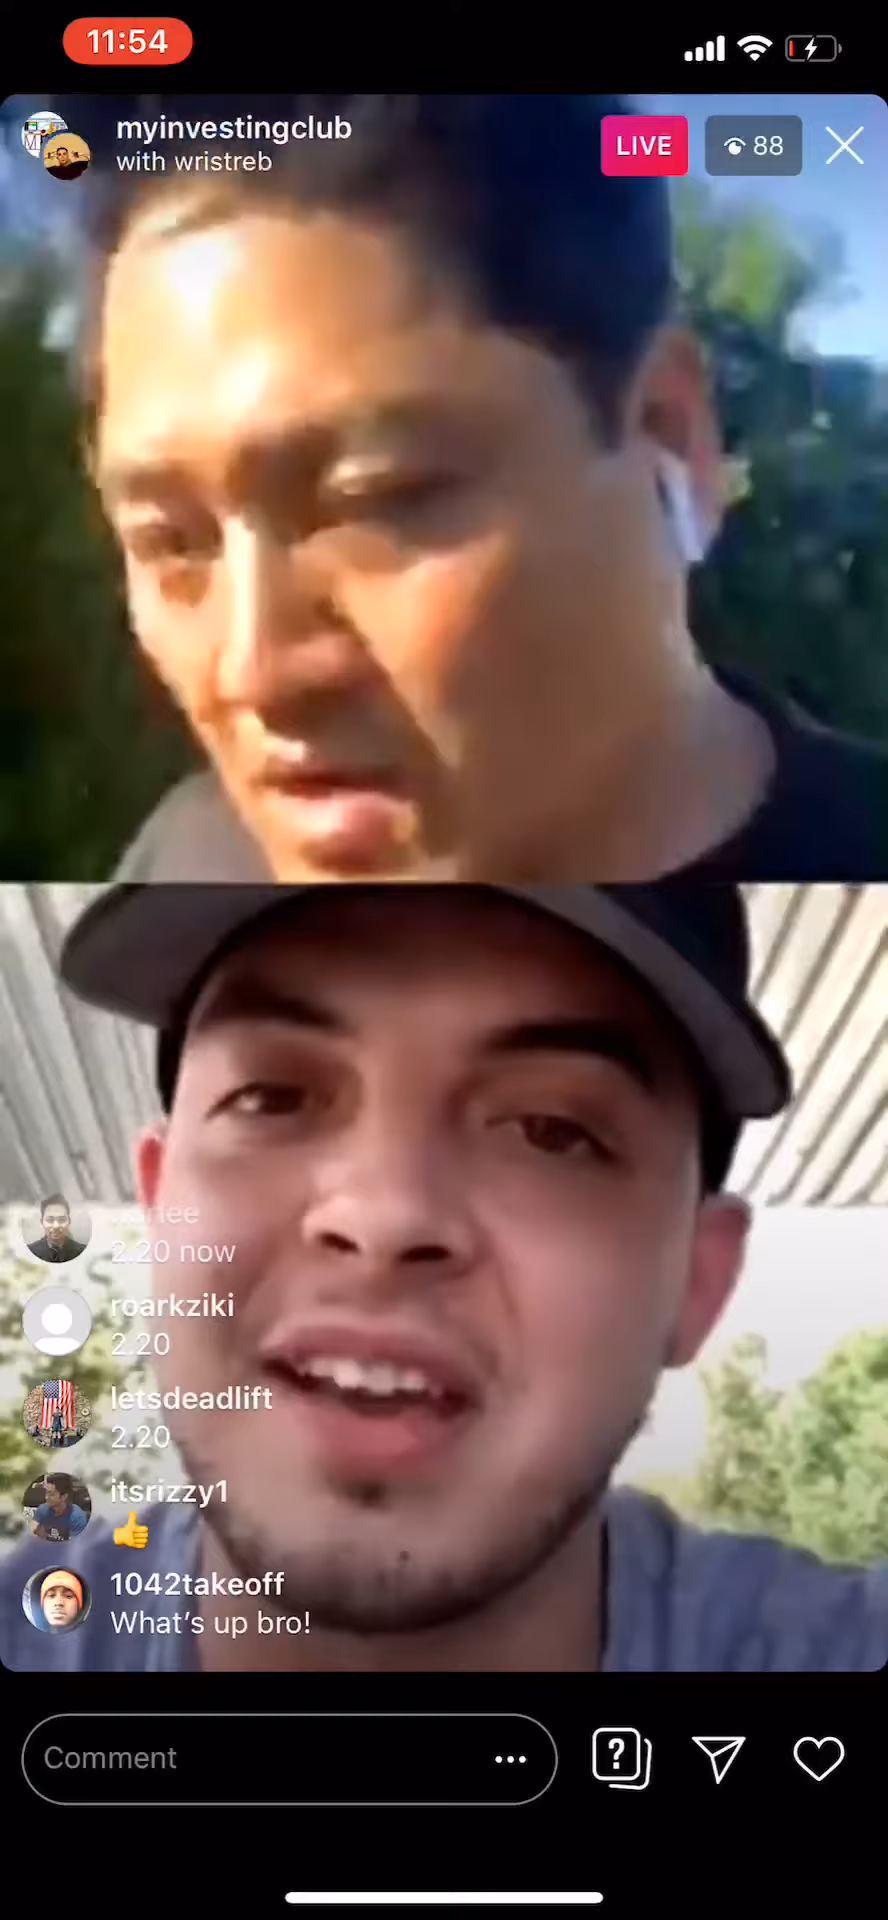 11:54
myinvestingclub
with wristreb
LIVE
88
2.20 now
roarkziki
2.20
letsdeadlift
2.20
itsrizzy1
1042takeoff
What's up bro!
Comment